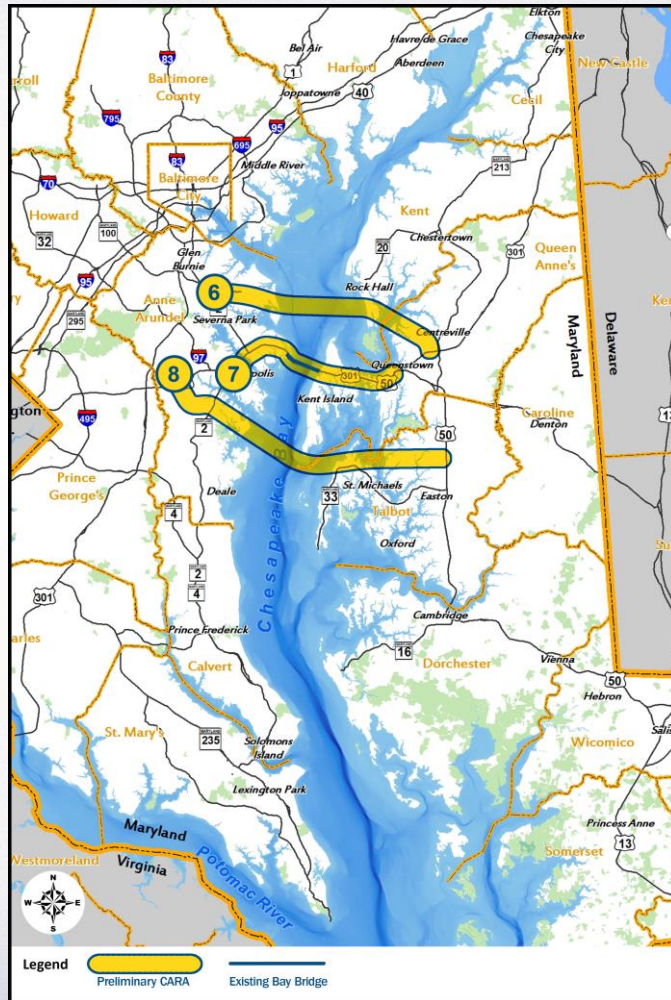 Elkton
Havre de Grace
Chesapeake
City
New Castle
83
Bel Air
Harford
Aberdeen
1
Baltimore
County
Joppatowne
40
Cecil
795
95
695
Middle River
83
Baltimore
City
MARYLAND
213
70
Kent
Howard
MARYLAND
100
Chestertown
32
20
301
Queen
Anne's
Glen
Burnie
Rock Hall
95
6
Anne
Arundel
Severna Park
2
Centreville
MARYLAND
295
Maryland
Delaware
97
Queenstown
8
7
301
50
Kent Island
Caroline
Denton
495
2
50
St. Michaels
33
Easton
Prince
George's
Deale
Talbot
4
Oxford
Chesapeake Bay
2
4
301
Cambridge
Prince Frederick
16
Dorchester
Vienna
Calvert
50
Hebron
St. Mary's
MARYLAND
235
Solomons
Island
Wicomico
Lexington Park
Princess Anne
13
Maryland
Somerset
Westmoreland
Virginia
Potomac River
N
W
E
S
Legend
Preliminary CARA
Existing Bay Bridge